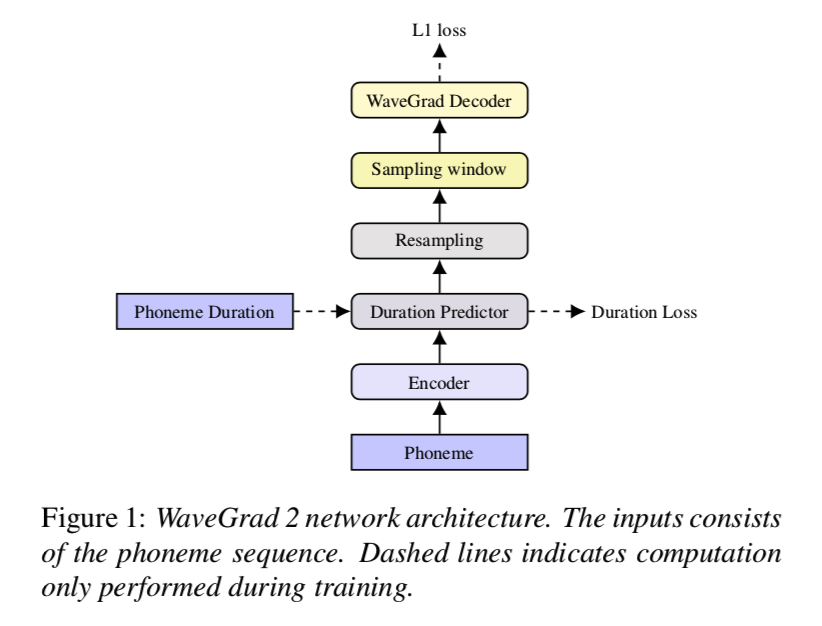 L1 loss
WaveGrad Decoder
Sampling window
Resampling
Phoneme Duration
Duration Predictor
Duration Loss
Encoder
Phoneme
Figure 1: WaveGrad 2 network architecture. The inputs consists
of the phoneme sequence. Dashed lines indicates computation
only performed during training.